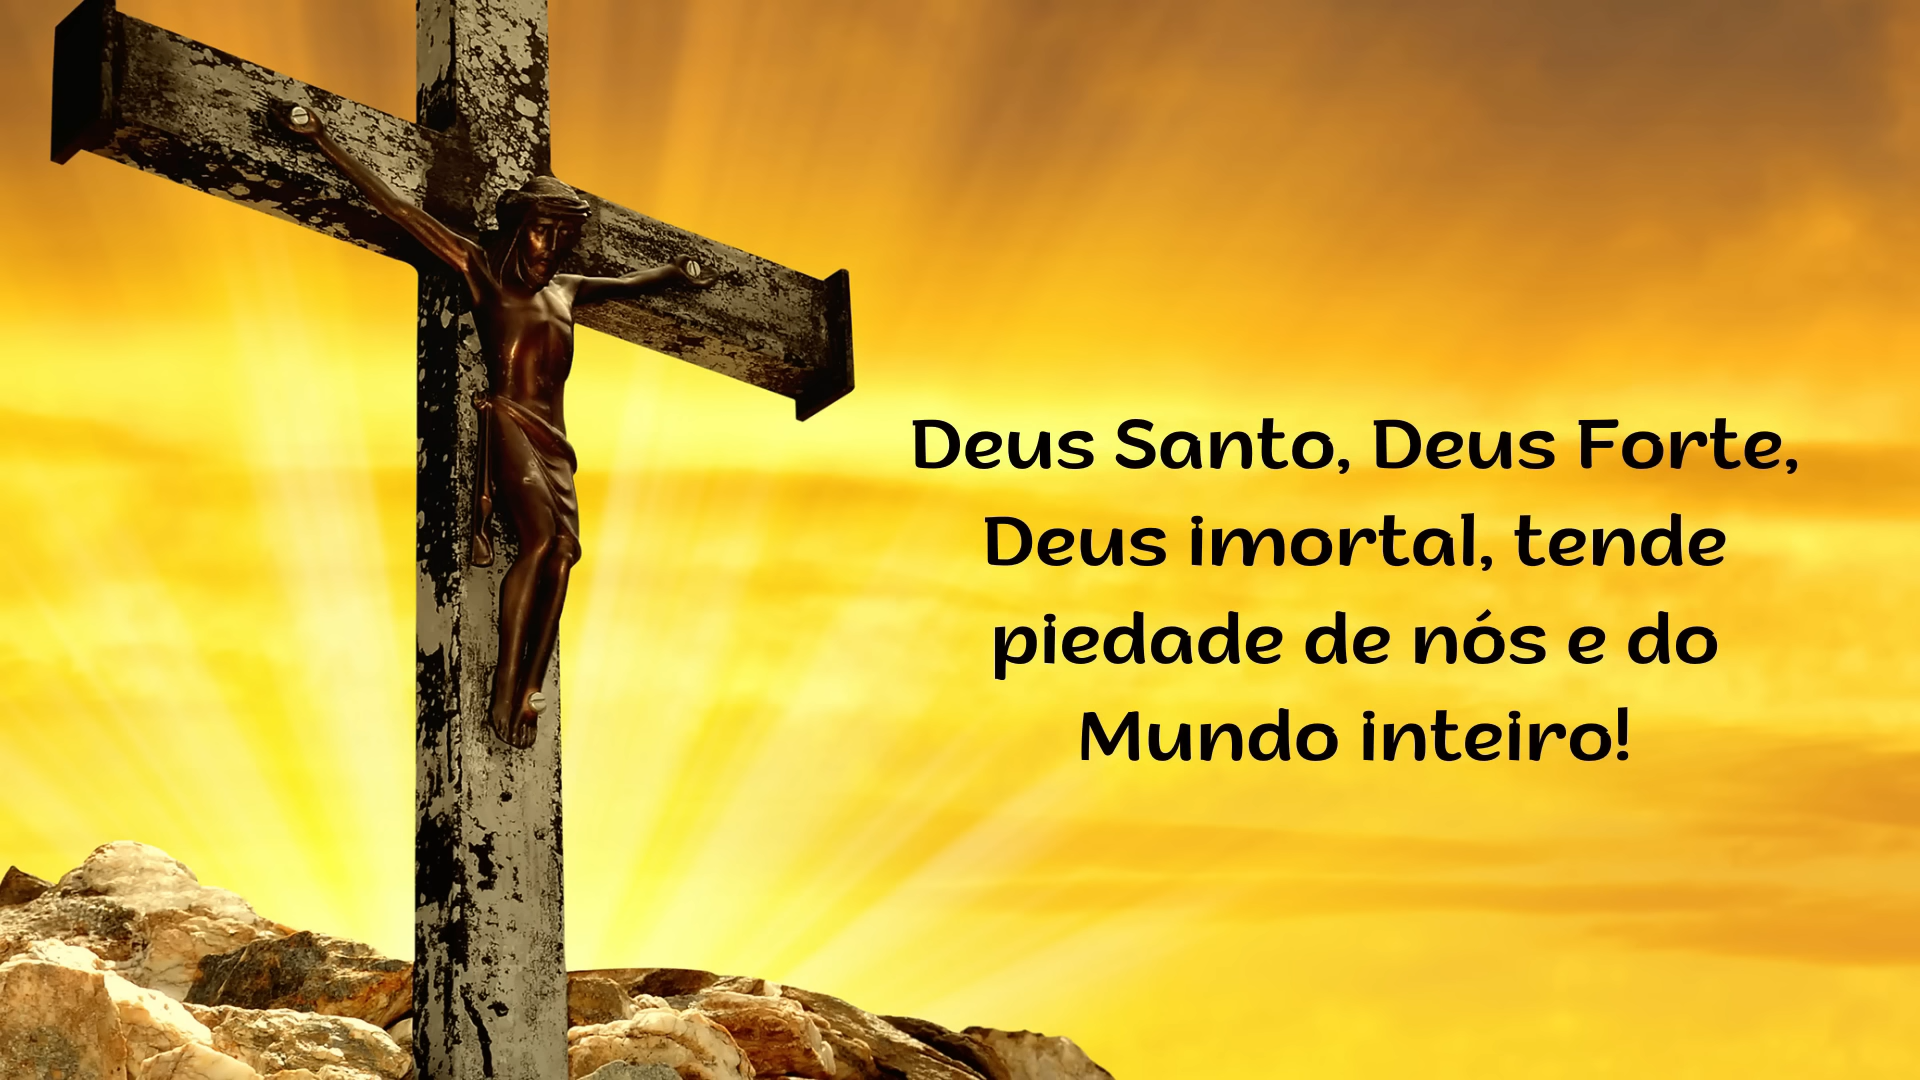 Deus Santo, Deus Forte,
Deus imortal, tende
piedade de nós e do
Mundo inteiro!